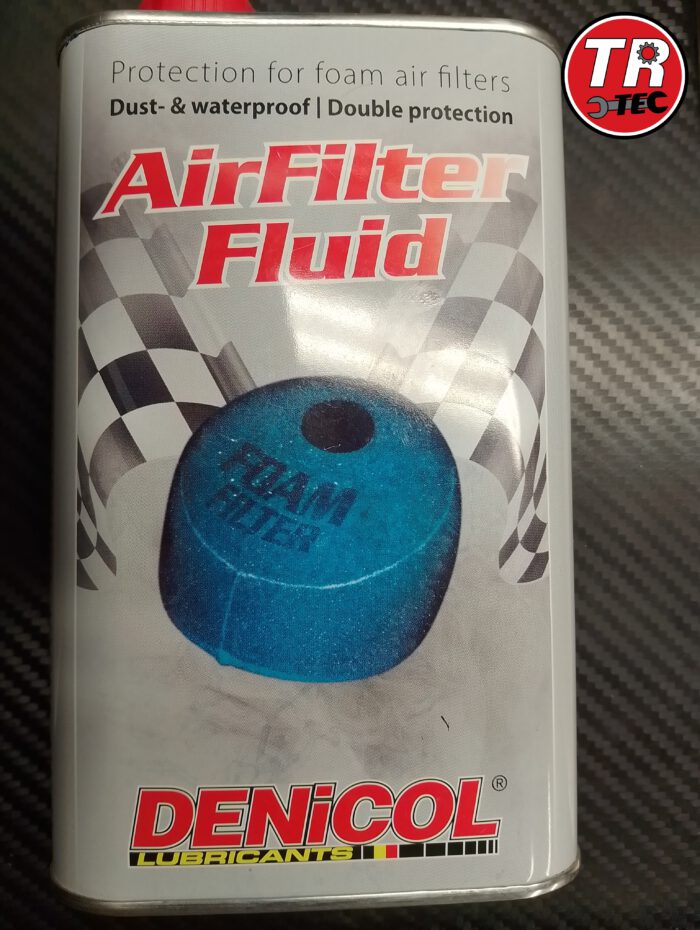 Protection for foam air filters
Dust- & waterproof | Double protection
AirFilter
Fluid
FOAM
FILTER
DENiCOL®
LUBRICANTS
TR
TEC